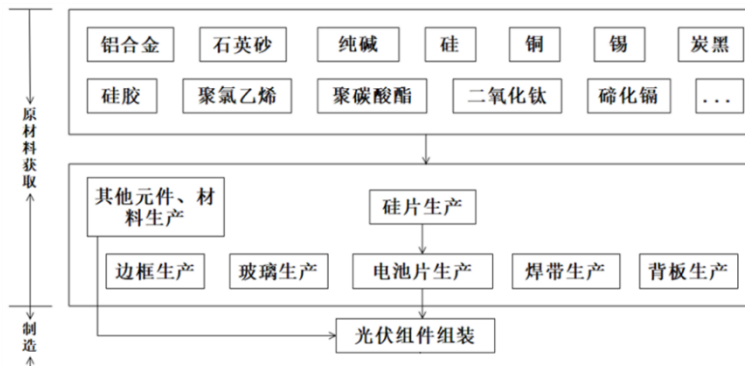 铝合金
石英砂
纯碱
硅
铜
锡
炭黑
硅胶
聚氯乙烯
聚碳酸酯
二氧化钛
碲化镉
...
原材料获取
其他元件、材
料生产
硅片生产
边框生产
玻璃生产
电池片生产
焊带生产
背板生产
制造
光伏组件组装